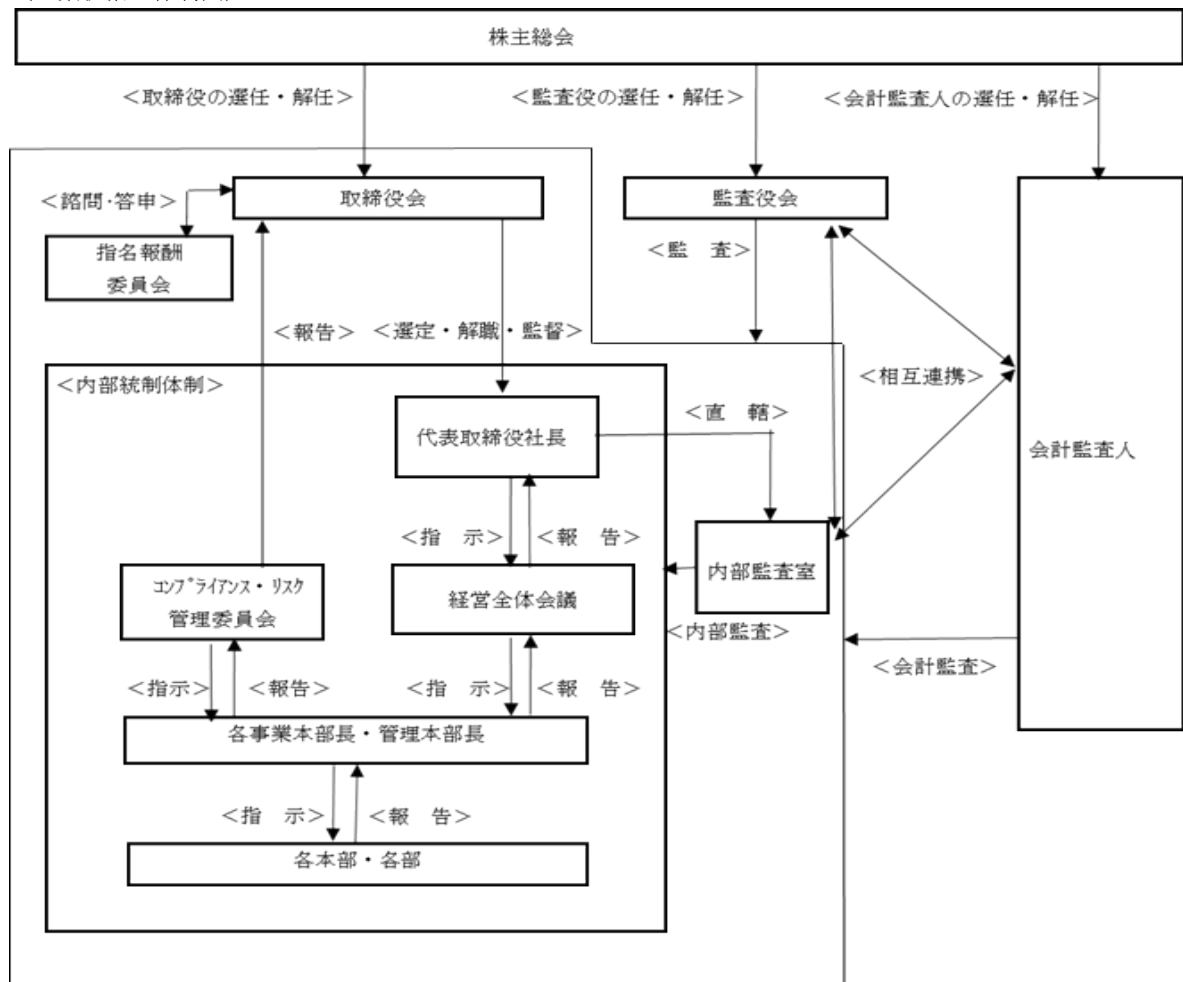 株主総会
<取締役の選任・解任>
<監査役の選任・解任>
<会計監査人の選任・解任>
<諮問･答申>
取締役会
監査役会
指名報酬
委員会
<監　査>
<報告>
<選定・解職・監督>
<内部統制体制>
<相互連携>
代表取締役社長
<直　轄>
会計監査人
<指　示>
<報　告>
内部監査室
ｺﾝﾌﾟﾗｲｱﾝｽ・ﾘｽｸ
管理委員会
経営全体会議
<内部監査>
<会計監査>
<指示>
<報告>
<指　示>
<報　告>
各事業本部長・管理本部長
<指　示>
<報　告>
各本部・各部